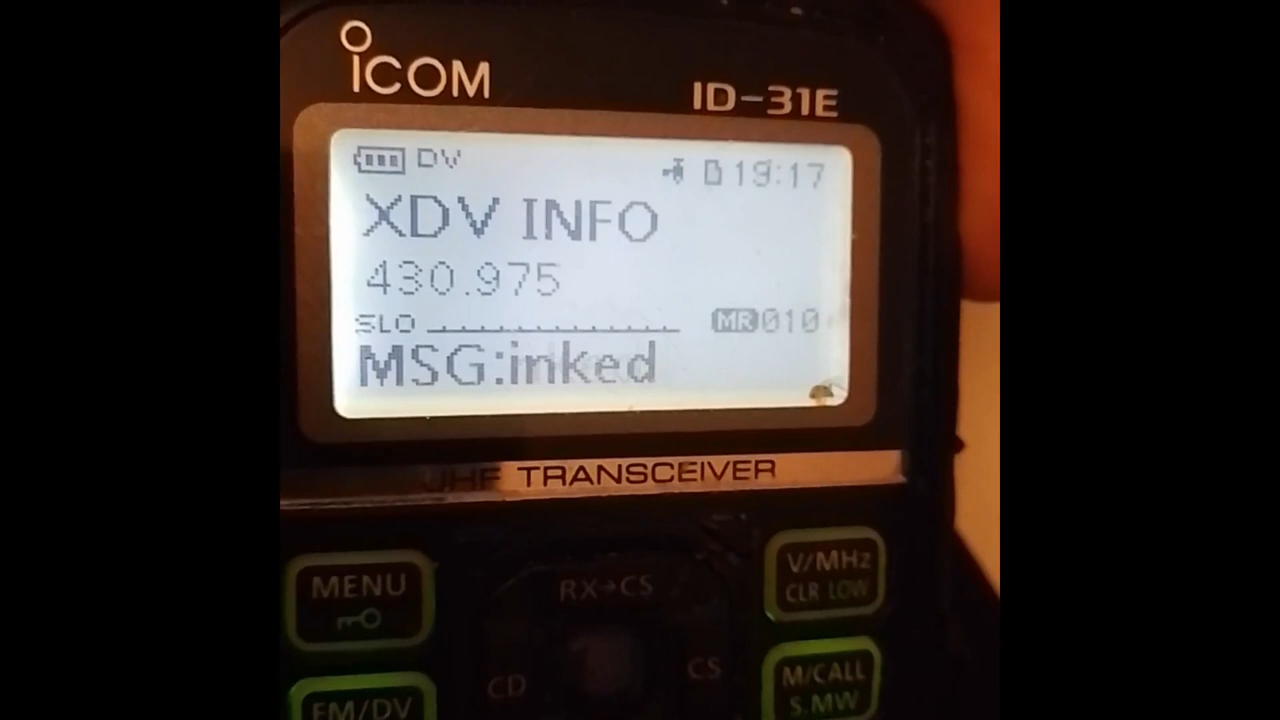 ICOM
ID-31E
DV 19:17
XDV INFO
430.975
SLO MR 010
MSG:inked
UHF TRANSCEIVER
MENU
RX→CS
V/MHz
CLR LOW
CD
CS
M/CALL
S.MW
FM/DV